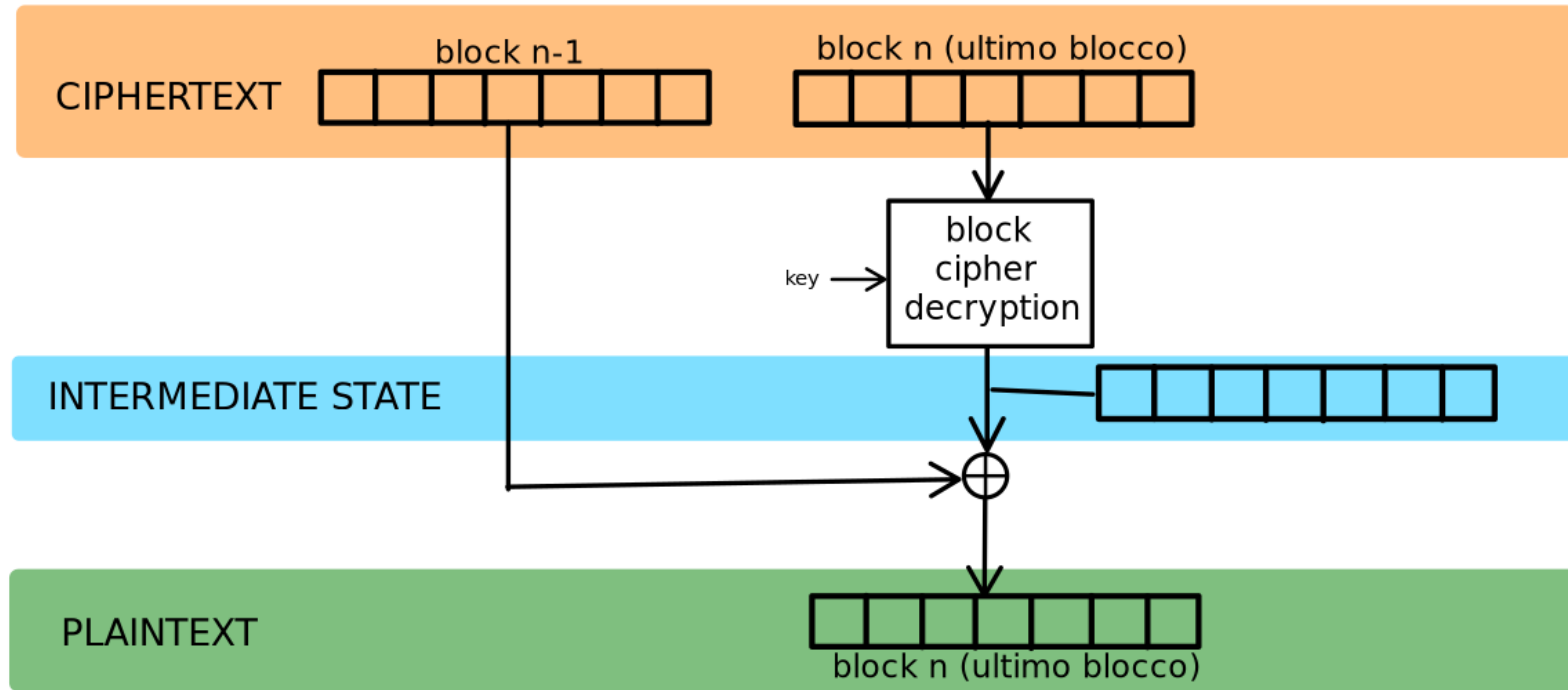 block n-1
block n (ultimo blocco)
CIPHERTEXT
block
cipher
decryption
key
INTERMEDIATE STATE
PLAINTEXT
block n (ultimo blocco)